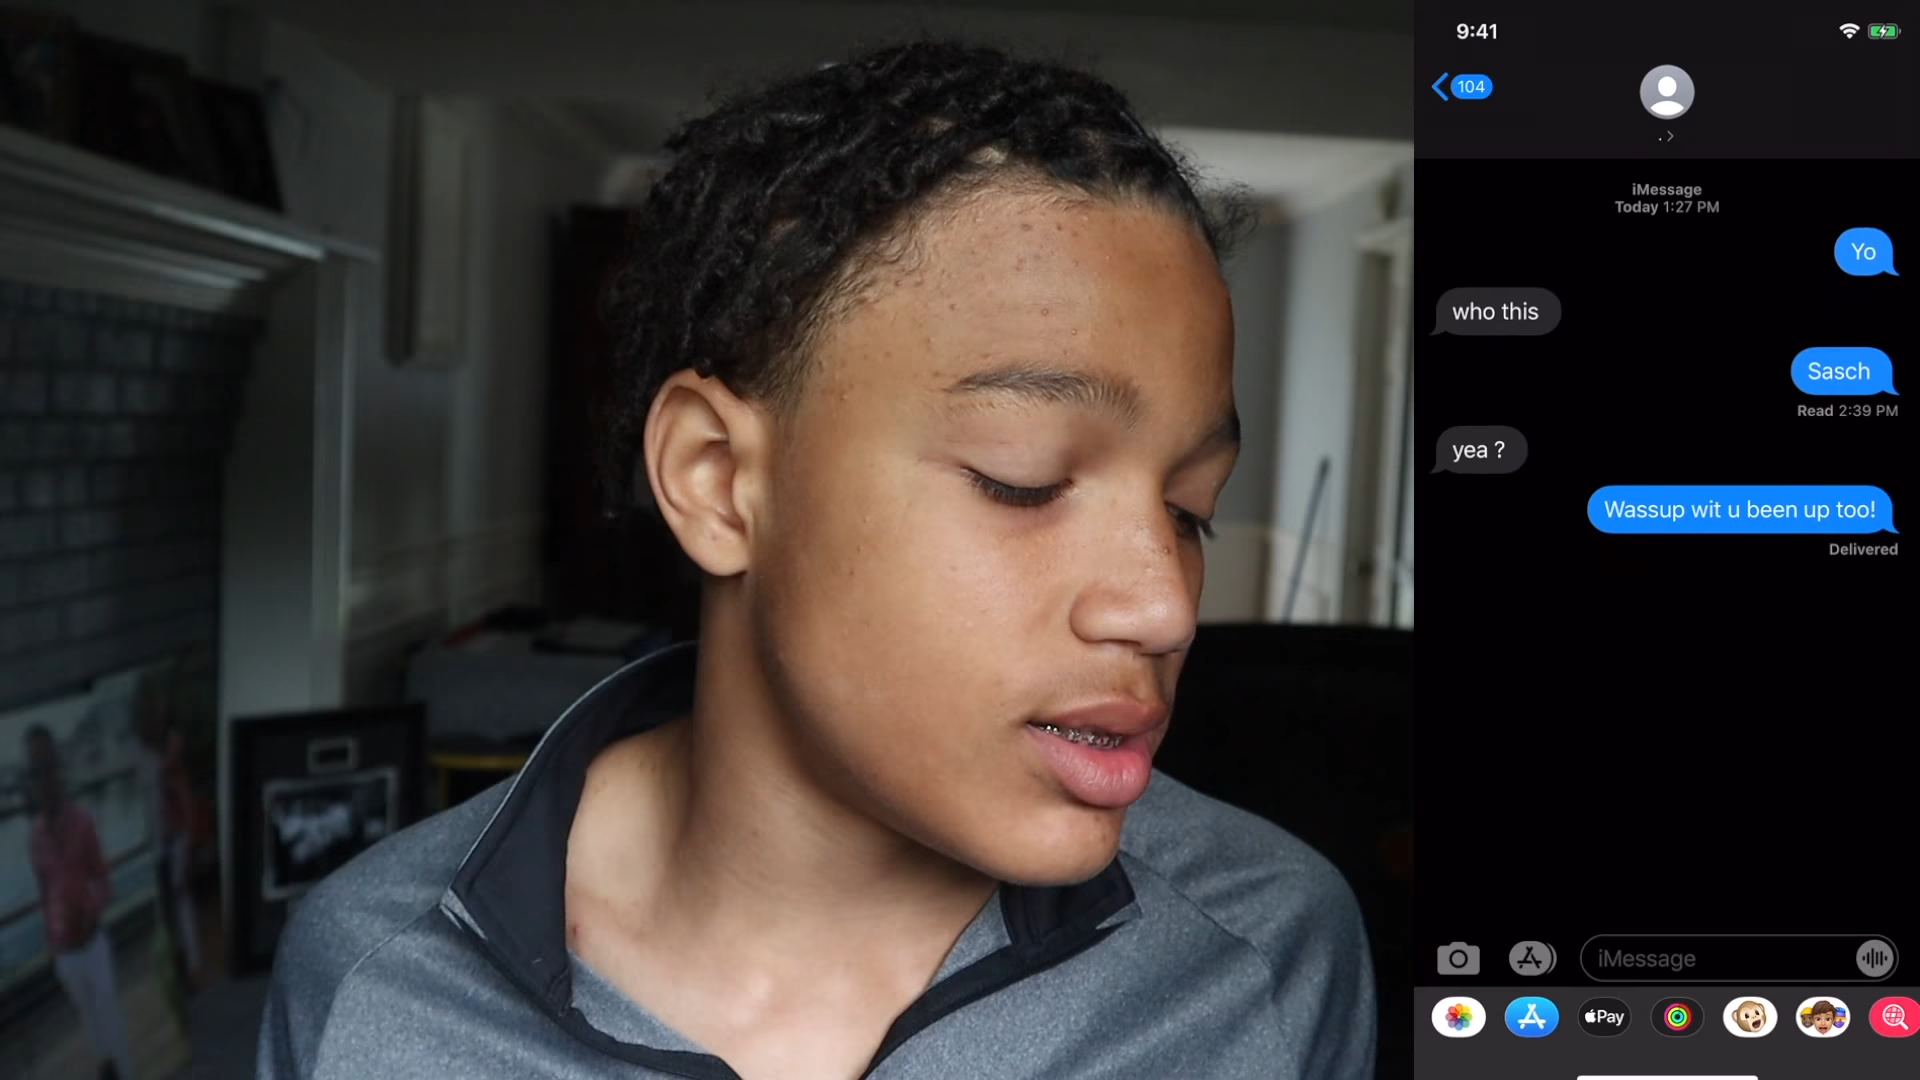 9:41
104
. >
iMessage
Today 1:27 PM
Yo
who this
Sasch
Read 2:39 PM
yea ?
Wassup wit u been up too!
Delivered
iMessage
Pay